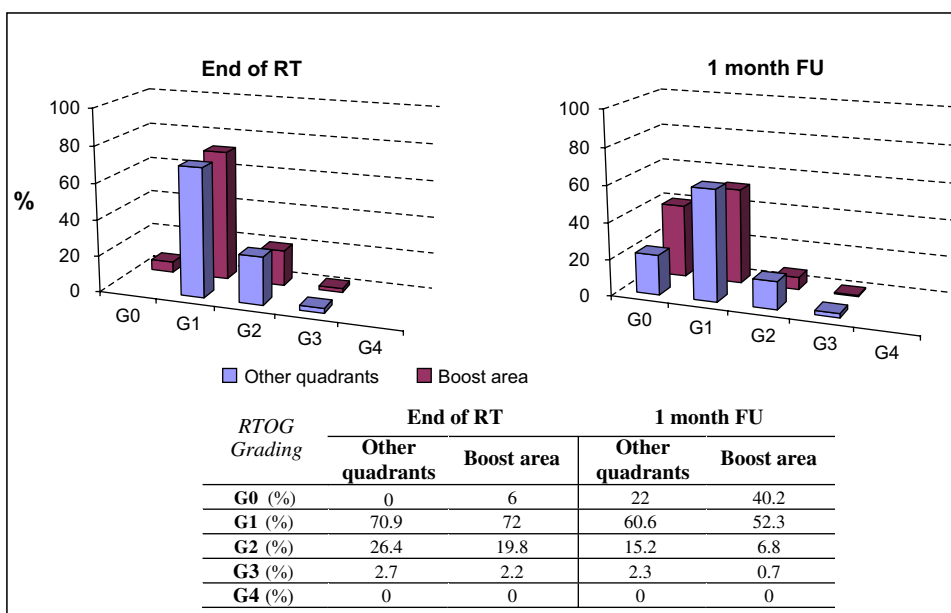 End of RT
1 month FU
%
100
80
60
40
20
0
G0
G1
G2
G3
G4
100
80
60
40
20
0
G0
G1
G2
G3
G4
Other quadrants Boost area
RTOG Grading End of RT 1 month FU
Other quadrants Boost area Other quadrants Boost area
G0 (%) 0 6 22 40.2
G1 (%) 70.9 72 60.6 52.3
G2 (%) 26.4 19.8 15.2 6.8
G3 (%) 2.7 2.2 2.3 0.7
G4 (%) 0 0 0 0